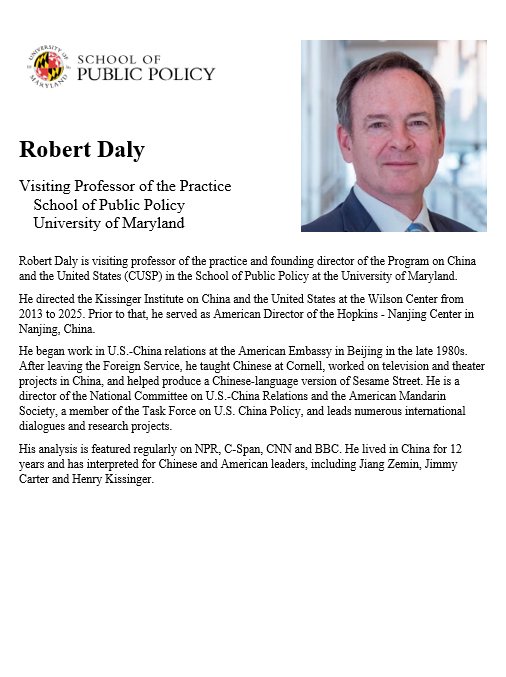 UNIVERSITY OF
MARYLAND
SCHOOL OF
PUBLIC POLICY
Robert Daly
Visiting Professor of the Practice
School of Public Policy
University of Maryland
Robert Daly is visiting professor of the practice and founding director of the Program on China
and the United States (CUSP) in the School of Public Policy at the University of Maryland.
He directed the Kissinger Institute on China and the United States at the Wilson Center from
2013 to 2025. Prior to that, he served as American Director of the Hopkins - Nanjing Center in
Nanjing, China.
He began work in U.S.-China relations at the American Embassy in Beijing in the late 1980s.
After leaving the Foreign Service, he taught Chinese at Cornell, worked on television and theater
projects in China, and helped produce a Chinese-language version of Sesame Street. He is a
director of the National Committee on U.S.-China Relations and the American Mandarin
Society, a member of the Task Force on U.S. China Policy, and leads numerous international
dialogues and research projects.
His analysis is featured regularly on NPR, C-Span, CNN and BBC. He lived in China for 12
years and has interpreted for Chinese and American leaders, including Jiang Zemin, Jimmy
Carter and Henry Kissinger.